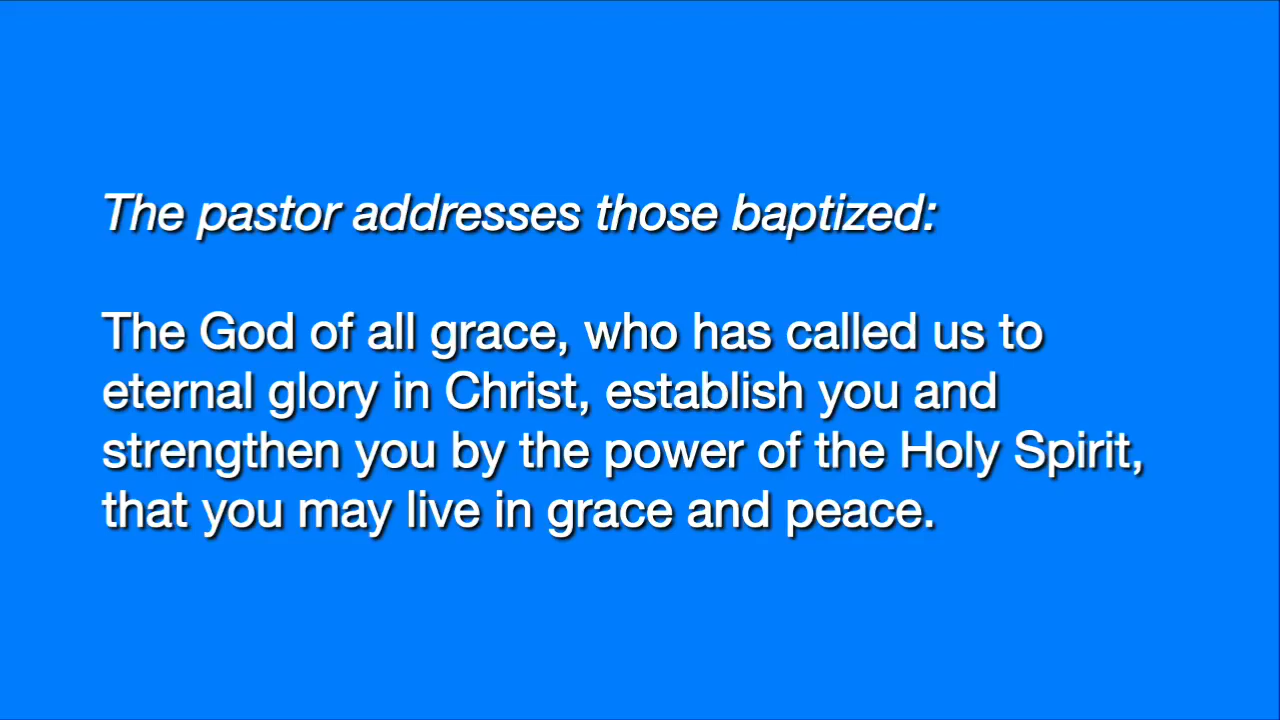 The pastor addresses those baptized:
The God of all grace, who has called us to
eternal glory in Christ, establish you and
strengthen you by the power of the Holy Spirit,
that you may live in grace and peace.